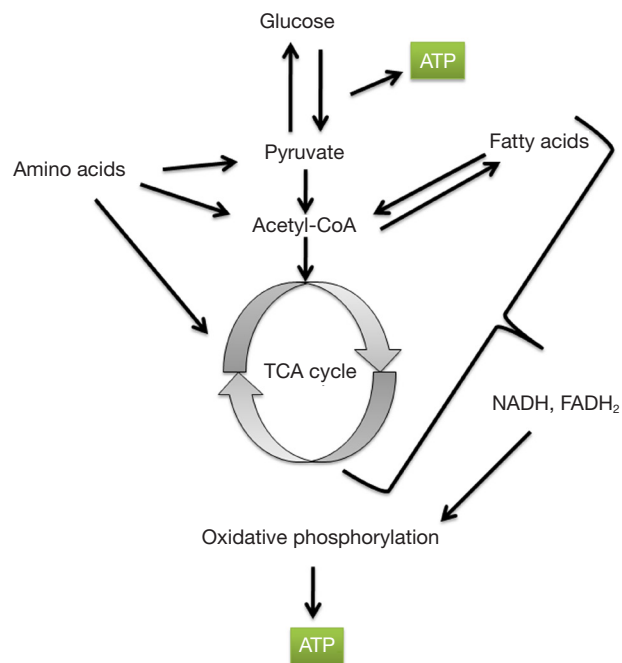 Glucose
ATP
Pyruvate
Fatty acids
Amino acids
Acetyl-CoA
TCA cycle
NADH, FADH₂
Oxidative phosphorylation
ATP